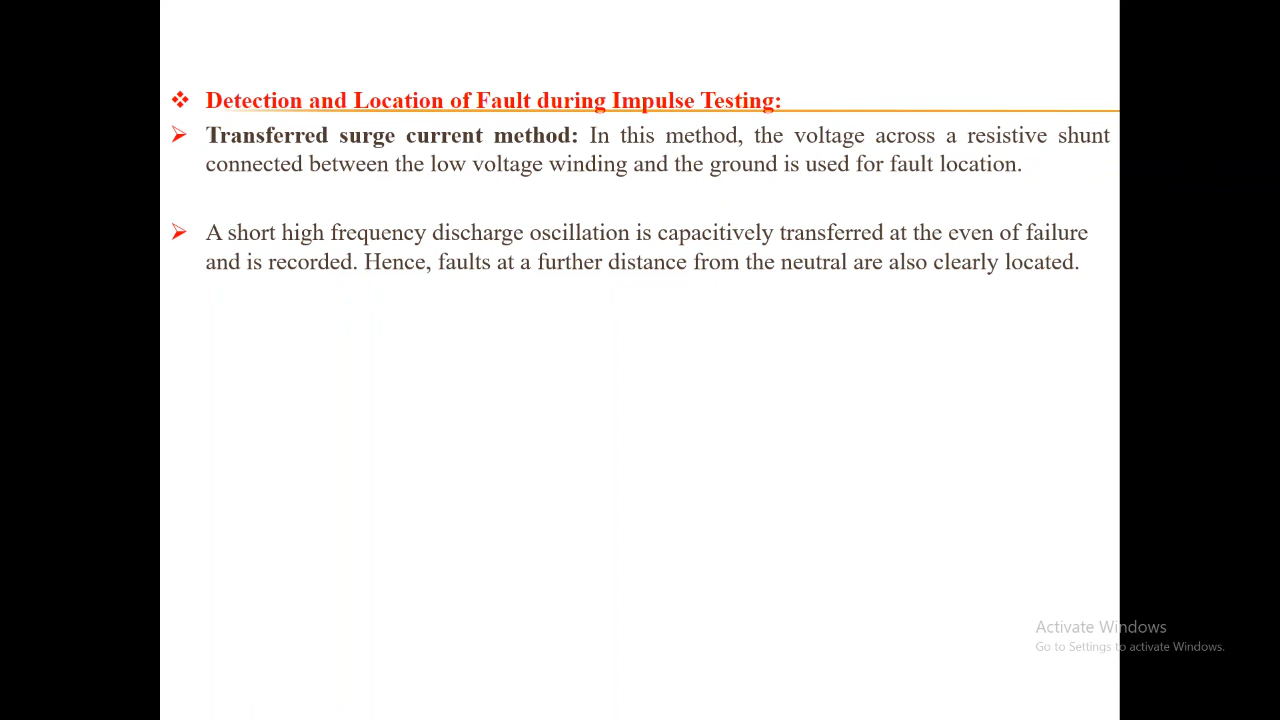 Detection and Location of Fault during Impulse Testing:
Transferred surge current method: In this method, the voltage across a resistive shunt
connected between the low voltage winding and the ground is used for fault location.
A short high frequency discharge oscillation is capacitively transferred at the even of failure
and is recorded. Hence, faults at a further distance from the neutral are also clearly located.
Activate Windows
Go to Settings to activate Windows.